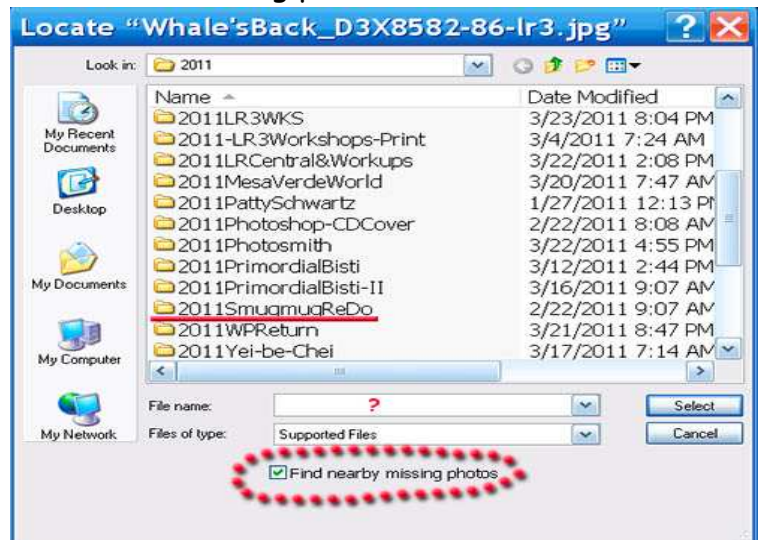 Locate “Whale'sBack_D3X8582-86-lr3.jpg”
Look in: 2011
Name Date Modified
2011LR3WKS 3/23/2011 8:04 PM
2011-LR3Workshops-Print 3/4/2011 7:24 AM
2011LRCentral&Workups 3/22/2011 2:08 PM
2011MesaVerdeWorld 3/20/2011 7:47 AM
2011PattySchwartz 1/27/2011 12:13 PM
2011Photoshop-CDCover 2/22/2011 8:08 AM
2011Photosmith 3/22/2011 4:55 PM
2011PrimordialBisti 3/12/2011 2:44 PM
2011PrimordialBisti-II 3/16/2011 9:07 AM
2011SmugmugReDo 2/22/2011 9:07 AM
2011WPReturn 3/21/2011 8:47 PM
2011Yei-be-Chei 3/17/2011 7:14 AM
My Recent
Documents
Desktop
My Documents
My Computer
My Network
File name: ? Select
Files of type: Supported Files Cancel
Find nearby missing photos